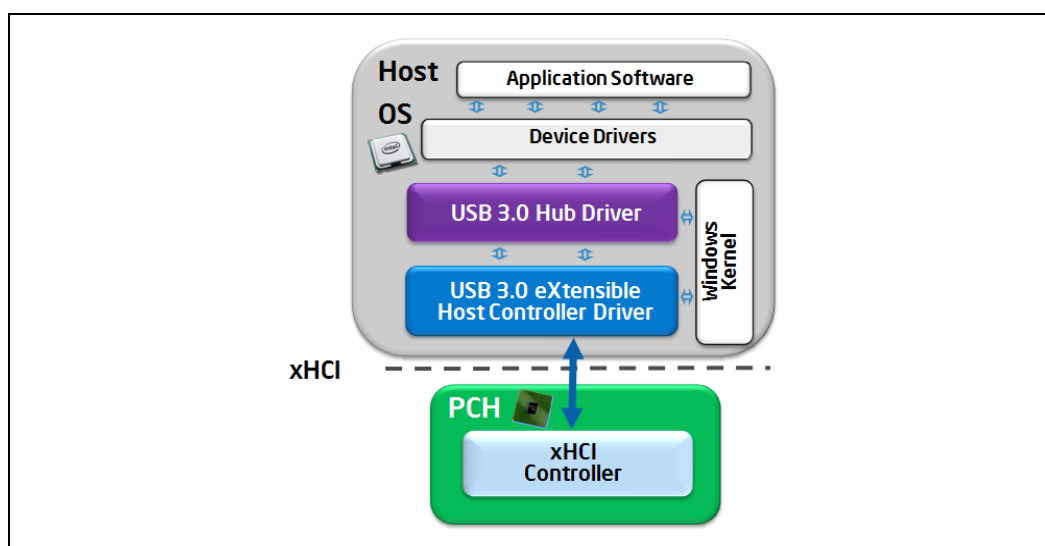 Host
OS
Application Software
Device Drivers
USB 3.0 Hub Driver
USB 3.0 eXtensible
Host Controller Driver
Windows
Kernel
xHCI
PCH
xHCI
Controller